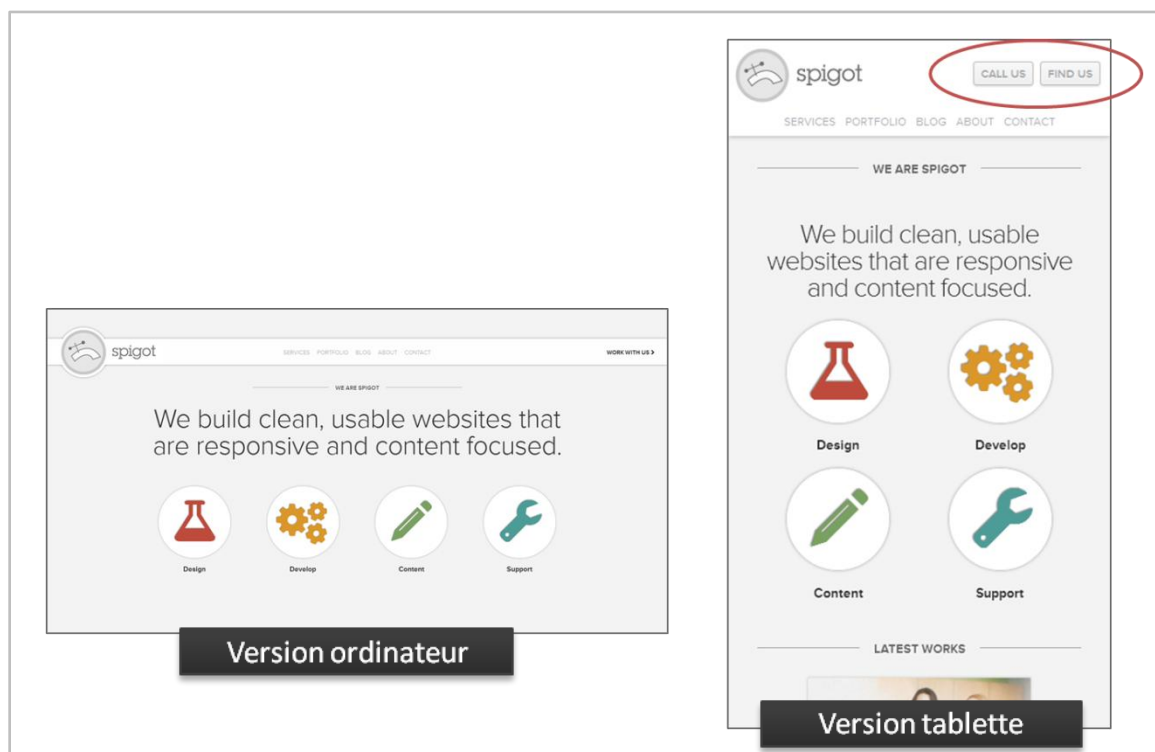 spigot
SERVICES PORTFOLIO BLOG ABOUT CONTACT
WORK WITH US >
WE ARE SPIGOT
We build clean, usable websites that
are responsive and content focused.
Design Develop Content Support
Version ordinateur
spigot
CALL US FIND US
SERVICES PORTFOLIO BLOG ABOUT CONTACT
WE ARE SPIGOT
We build clean, usable
websites that are responsive
and content focused.
Design Develop
Content Support
LATEST WORKS
Version tablette